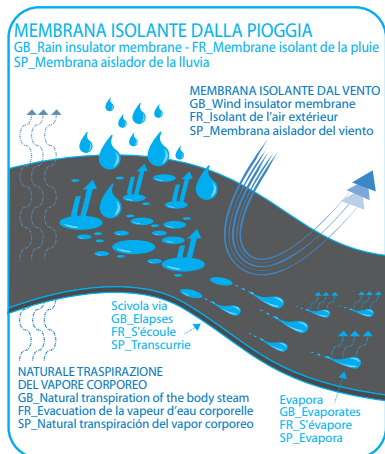 MEMBRANA ISOLANTE DALLA PIOGGIA
GB_Rain insulator membrane - FR_Membrane isolant de la pluie
SP_Membrana aislador de la lluvia
MEMBRANA ISOLANTE DAL VENTO
GB_Wind insulator membrane
FR_Isolant de l'air extérieur
SP_Membrana aislador del viento
Scivola via
GB_Elapses
FR_S'écoule
SP_Transcurrie
NATURALE TRASPIRAZIONE
DEL VAPORE CORPOREO
GB_Natural transpiration of the body steam
FR_Evacuation de la vapeur d'eau corporelle
SP_Natural transpiración del vapor corporeo
Evapora
GB_Evaporates
FR_S'évapore
SP_Evapora